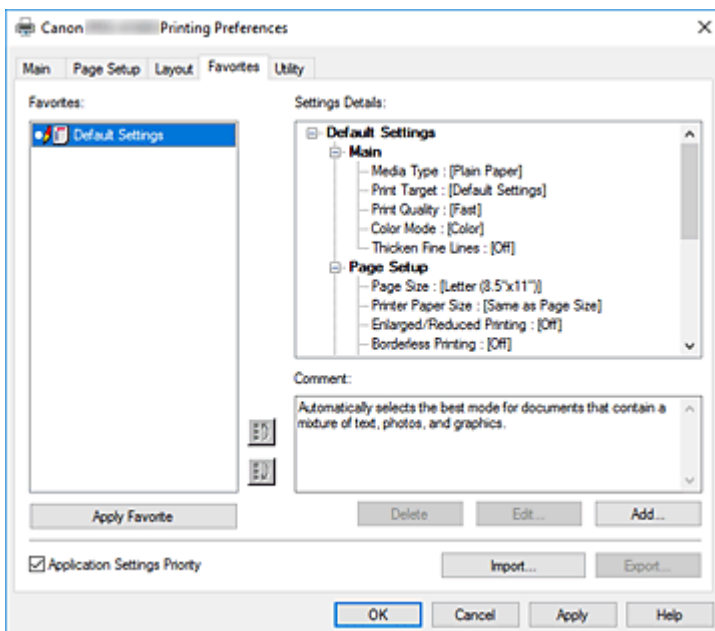 Canon Printing Preferences
Main Page Setup Layout Favorites Utility
Favorites:
Default Settings
Settings Details:
Default Settings
Main
Media Type : [Plain Paper]
Print Target : [Default Settings]
Print Quality : [Fast]
Color Mode : [Color]
Thicken Fine Lines : [Off]
Page Setup
Page Size : [Letter (8.5"x11")]
Printer Paper Size : [Same as Page Size]
Enlarged/Reduced Printing : [Off]
Borderless Printing : [Off]
Comment:
Automatically selects the best mode for documents that contain a
mixture of text, photos, and graphics.
Apply Favorite
Delete Edit... Add...
Application Settings Priority
Import... Export...
OK Cancel Apply Help